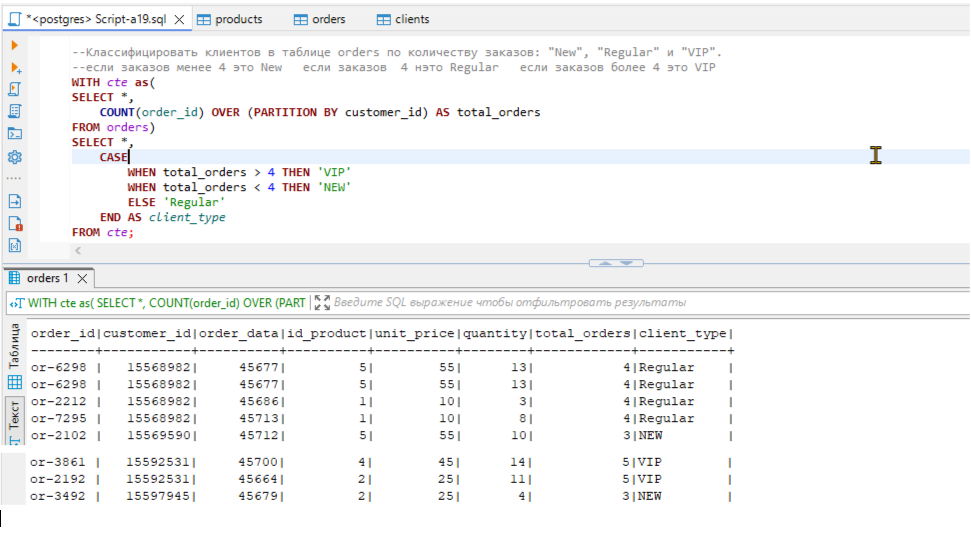 *<postgres> Script-a19.sql products orders clients
--Классифицировать клиентов в таблице orders по количеству заказов: "New", "Regular" и "VIP".
--если заказов менее 4 это New   если заказов  4 нэто Regular   если заказов более 4 это VIP
WITH cte as(
SELECT *,
    COUNT(order_id) OVER (PARTITION BY customer_id) AS total_orders
FROM orders)
SELECT *,
    CASE
        WHEN total_orders > 4 THEN 'VIP'
        WHEN total_orders < 4 THEN 'NEW'
        ELSE 'Regular'
    END AS client_type
FROM cte;
orders 1
WITH cte as( SELECT *, COUNT(order_id) OVER (PART Введите SQL выражение чтобы отфильтровать результаты
Таблица
Текст
order_id|customer_id|order_data|id_product|unit_price|quantity|total_orders|client_type|
--------+-----------+----------+----------+----------+--------+------------+-----------+
or-6298 |   15568982|     45677|         5|        55|      13|           4|Regular    |
or-6298 |   15568982|     45677|         5|        55|      13|           4|Regular    |
or-2212 |   15568982|     45686|         1|        10|       3|           4|Regular    |
or-7295 |   15568982|     45713|         1|        10|       8|           4|Regular    |
or-2102 |   15569590|     45712|         5|        55|      10|           3|NEW        |
or-3861 |   15592531|     45700|         4|        45|      14|           5|VIP        |
or-2192 |   15592531|     45664|         2|        25|      11|           5|VIP        |
or-3492 |   15597945|     45679|         2|        25|       4|           3|NEW        |